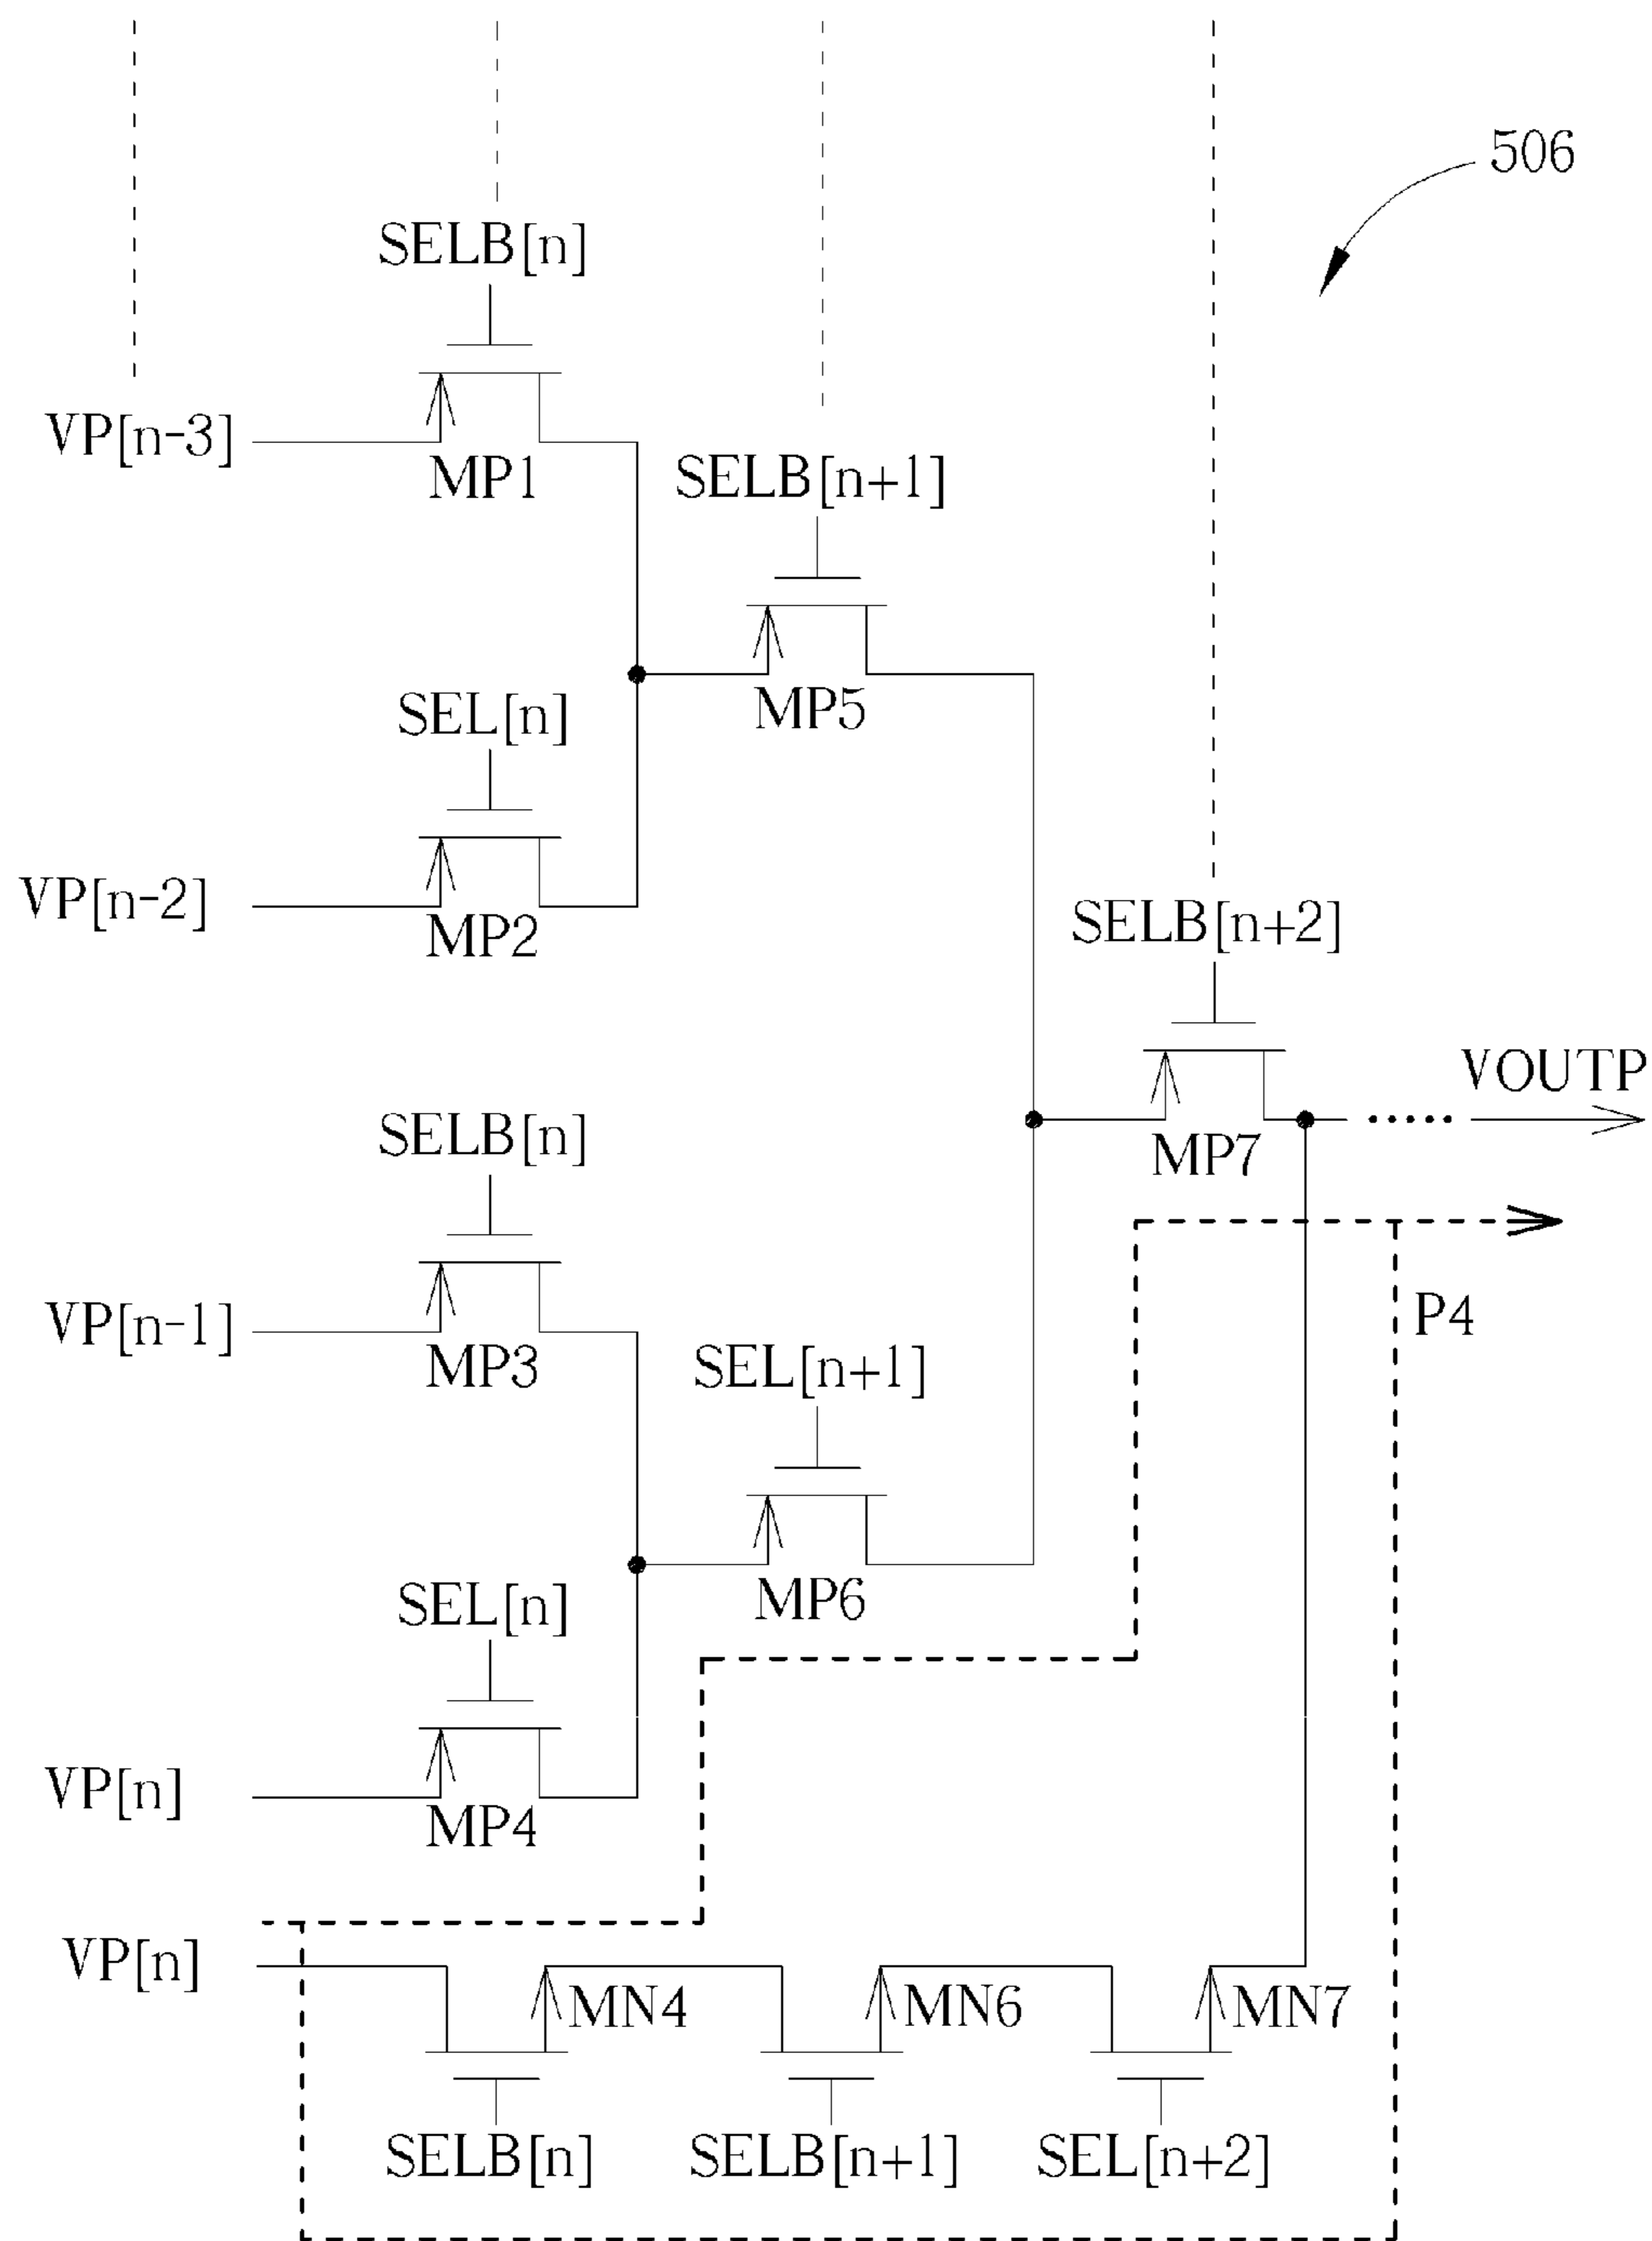 506
SELB[n]
VP[n-3]
MP1
SELB[n+1]
SEL[n]
MP5
VP[n-2]
MP2
SELB[n+2]
VOUTP
SELB[n]
MP7
VP[n-1]
MP3
SEL[n+1]
P4
SEL[n]
MP6
VP[n]
MP4
VP[n]
MN4
MN6
MN7
SELB[n]
SELB[n+1]
SEL[n+2]